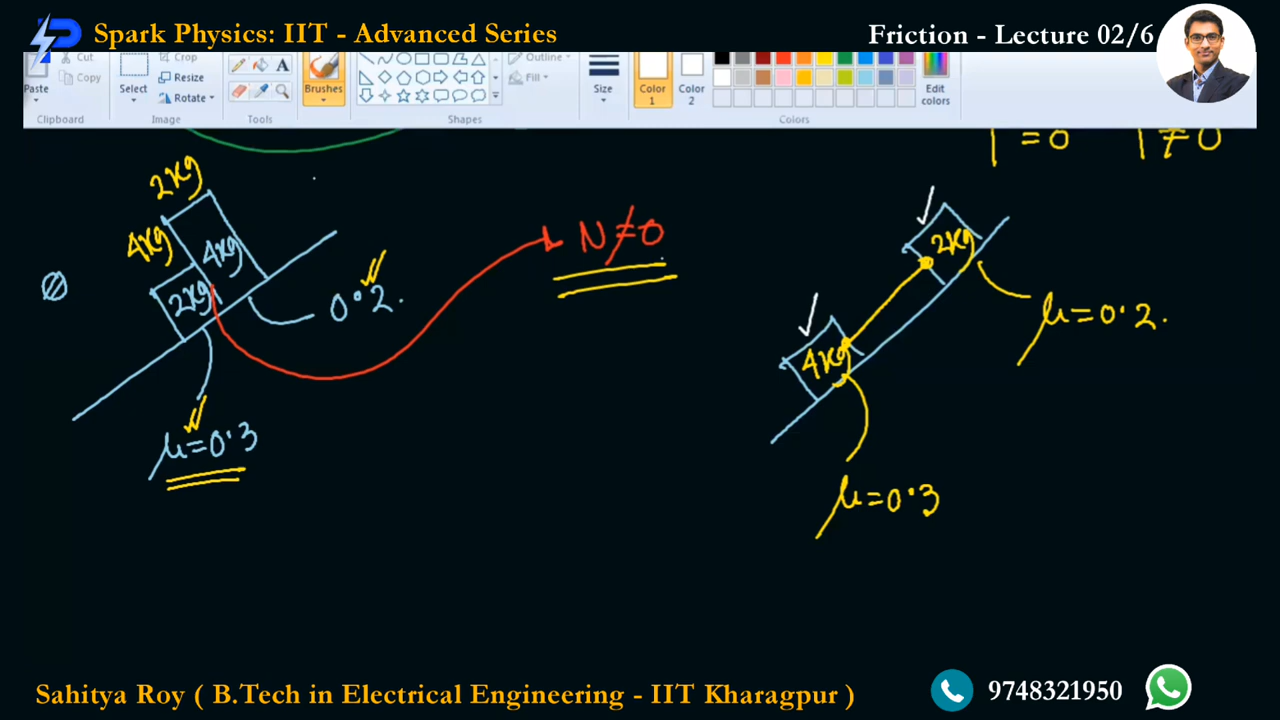 Spark Physics: IIT - Advanced Series
Friction - Lecture 02/6
Cut
Copy
Paste
Clipboard
Crop
Resize
Rotate
Select
Image
Tools
Brushes
Outline
Fill
Shapes
Size
Color 1
Color 2
Edit colors
Colors
= 0
≠ 0
2kg
4kg
4kg
2kg
0.2
μ=0.3
N≠0
2kg
μ=0.2
4kg
μ=0.3
Sahitya Roy ( B.Tech in Electrical Engineering - IIT Kharagpur )
9748321950